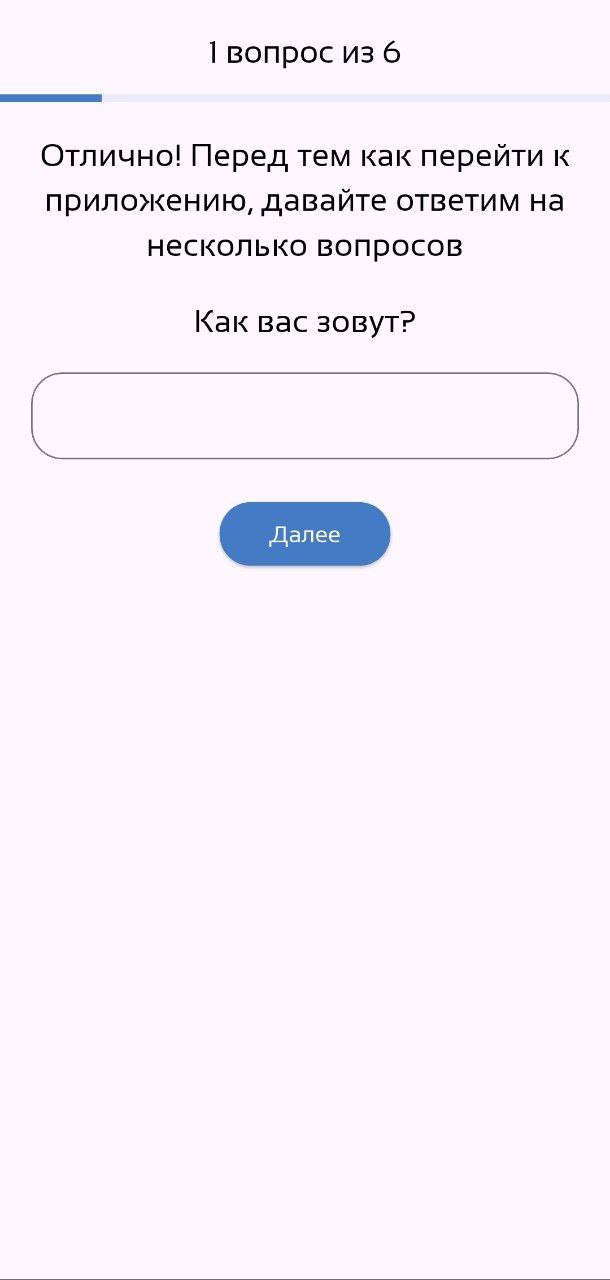 1 вопрос из 6
Отлично! Перед тем как перейти к
приложению, давайте ответим на
несколько вопросов
Как вас зовут?
Далее